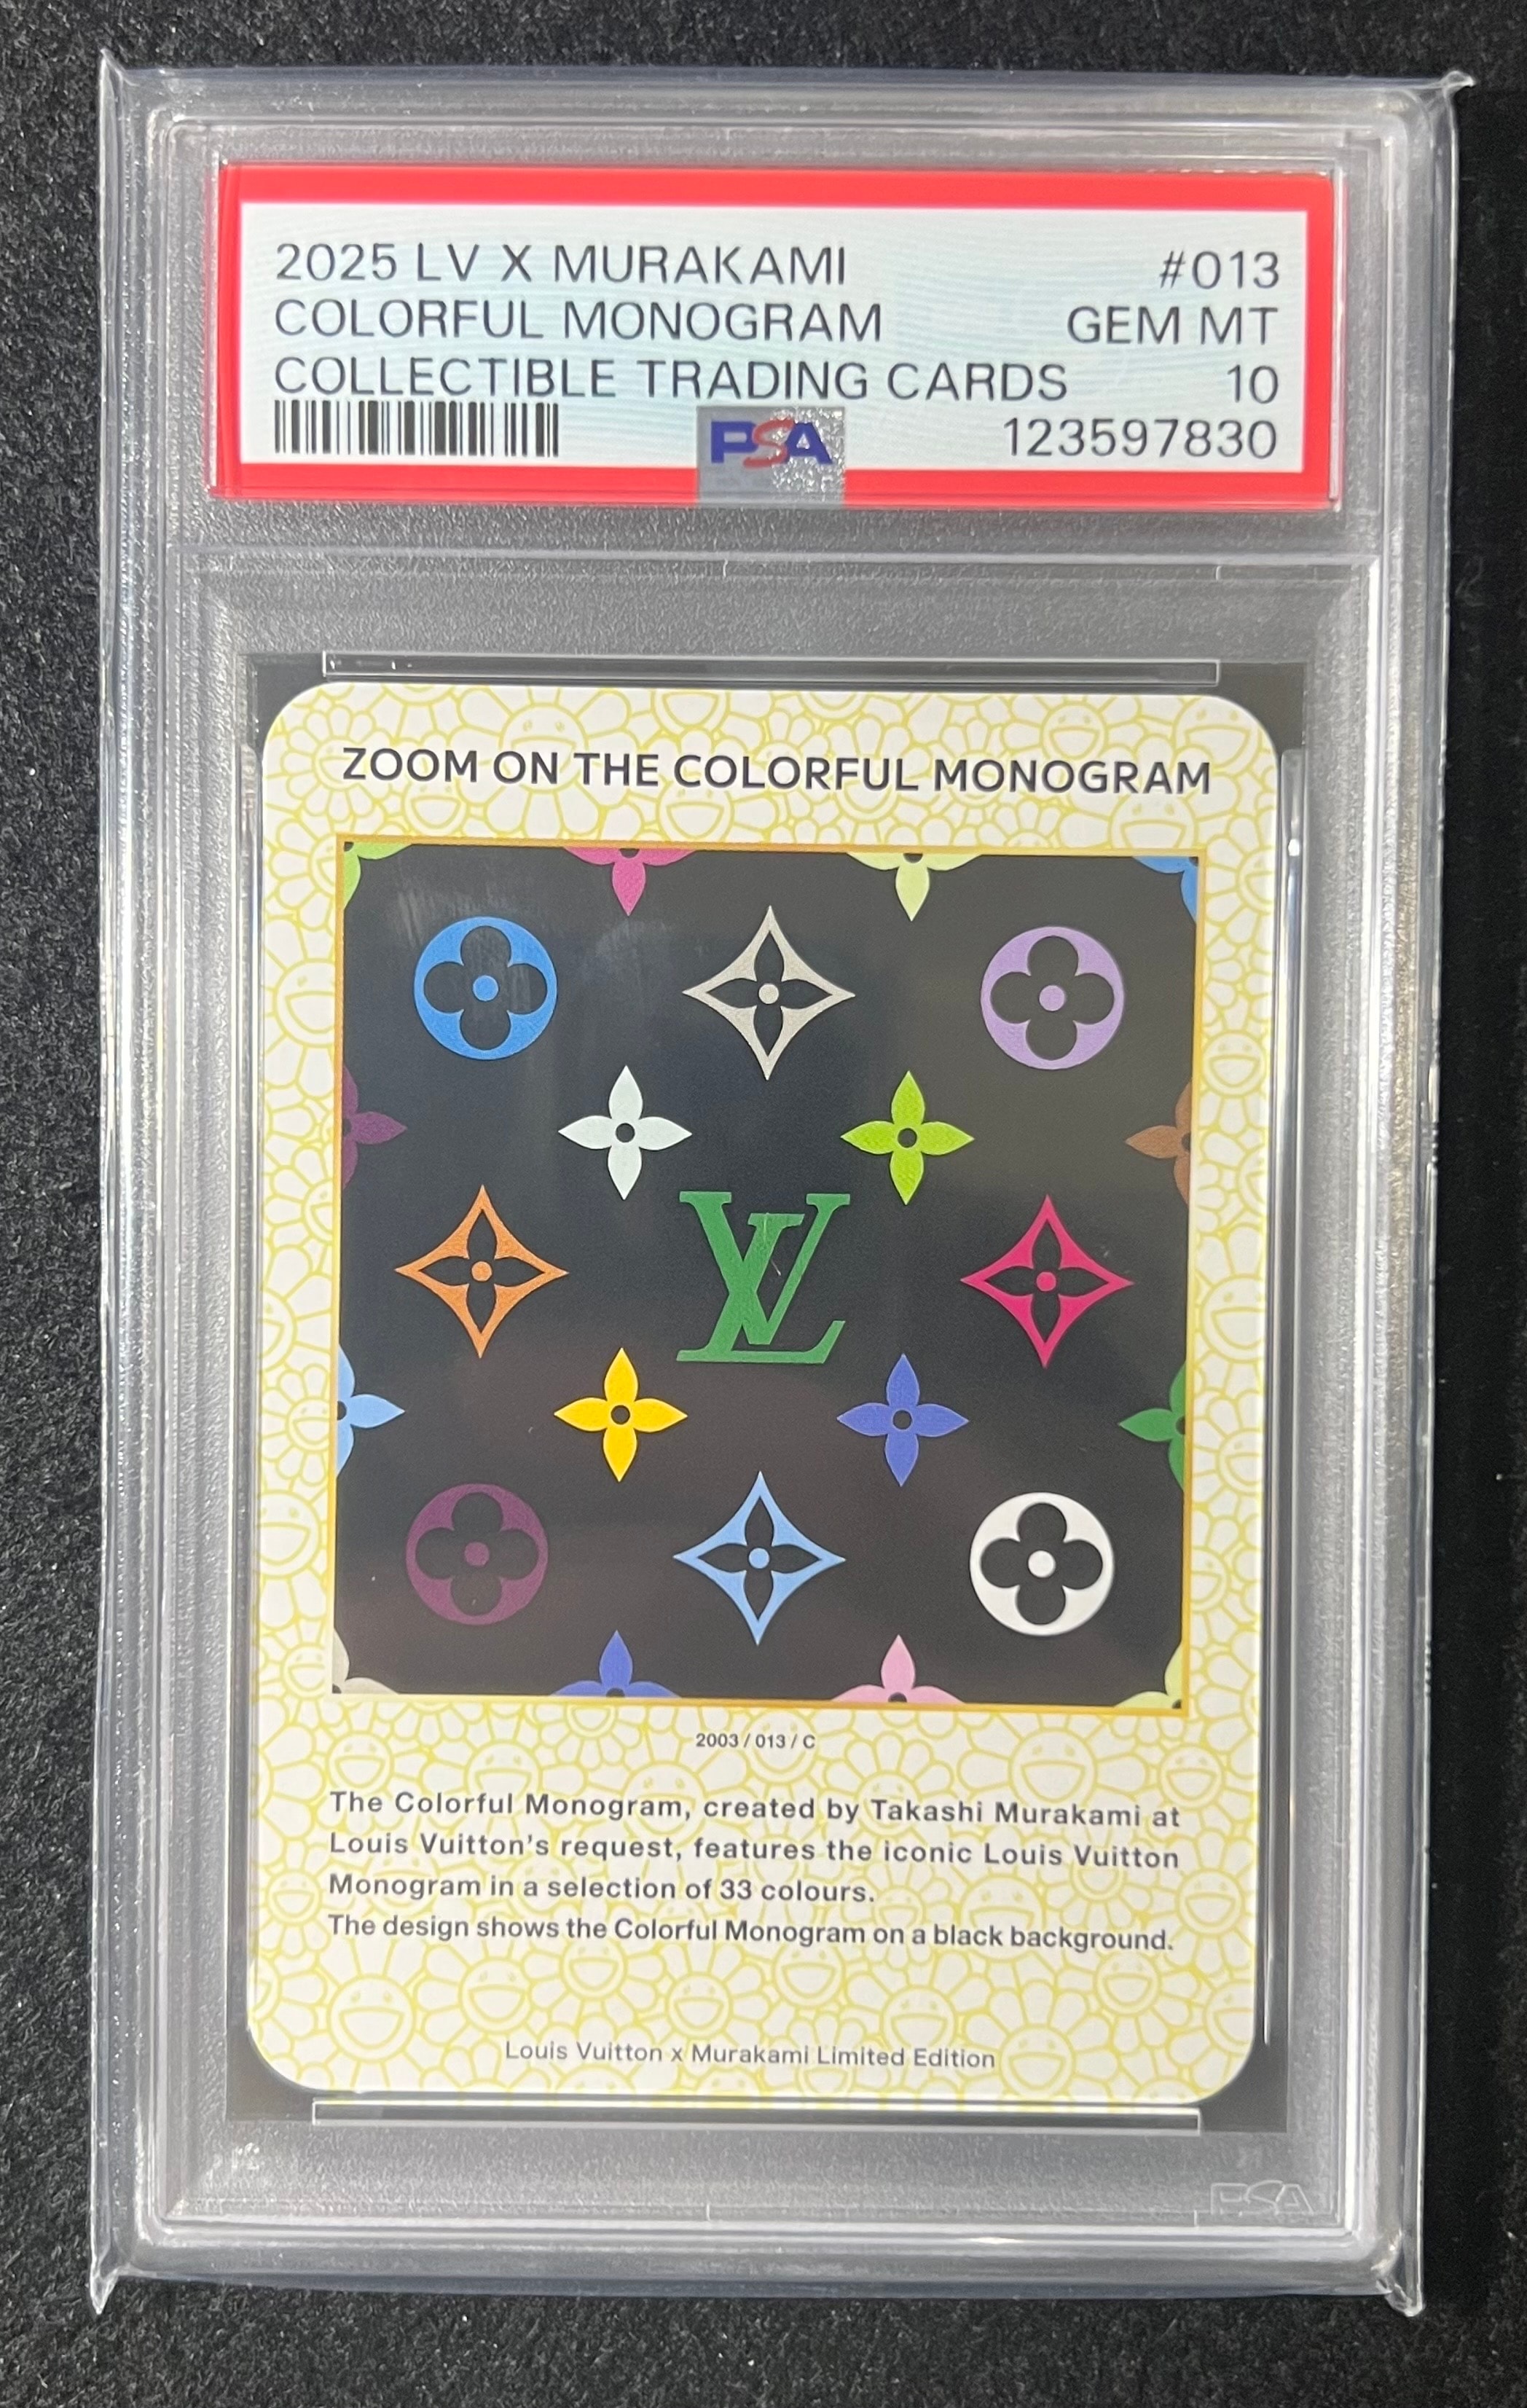 2025 LV X MURAKAMI #013
COLORFUL MONOGRAM GEM MT
COLLECTIBLE TRADING CARDS 10
PSA 123597830
ZOOM ON THE COLORFUL MONOGRAM
LV
2003 / 013 / C
The Colorful Monogram, created by Takashi Murakami at
Louis Vuitton's request, features the iconic Louis Vuitton
Monogram in a selection of 33 colours.
The design shows the Colorful Monogram on a black background.
Louis Vuitton x Murakami Limited Edition
PSA